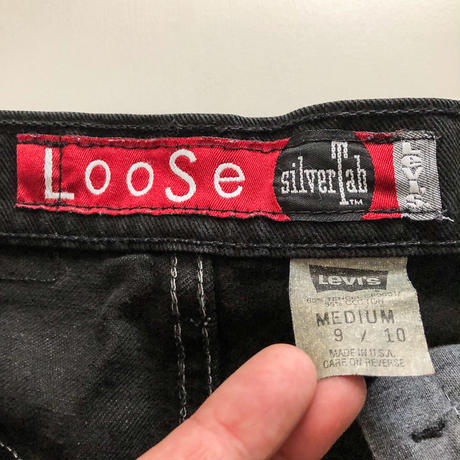 LooSe
silverTab
TM
Levi's
Levi's
MEDIUM
9 / 10
MADE IN U.S.A.
CARE ON REVERSE